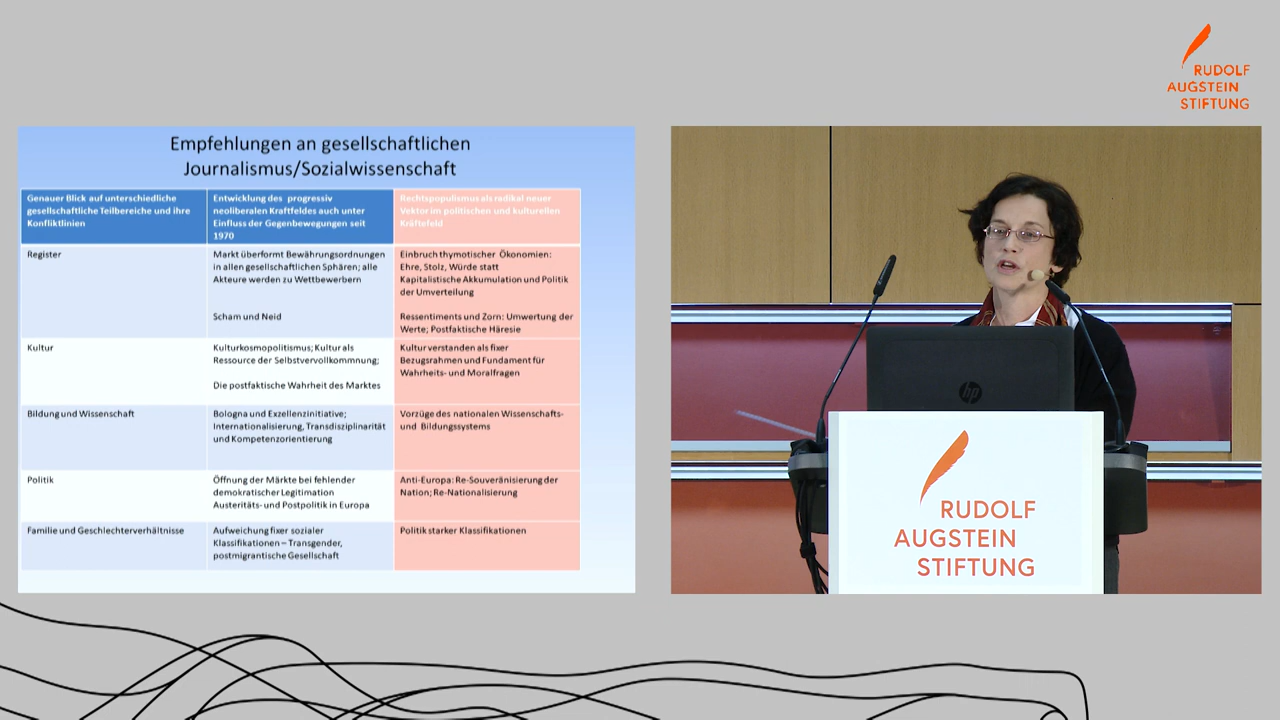 RUDOLF
AUGSTEIN
STIFTUNG
Empfehlungen an gesellschaftlichen
Journalismus/Sozialwissenschaft
Genauer Blick auf unterschiedliche
gesellschaftliche Teilbereiche und ihre
Konfliktlinien
Entwicklung des progressiv
neoliberalen Kraftfeldes auch unter
Einfluss der Gegenbewegungen seit
1970
Rechtspopulismus als radikal neuer
Vektor im politischen und kulturellen
Kräftefeld
Register
Markt überformt Bewährungsordnungen
in allen gesellschaftlichen Sphären; alle
Akteure werden zu Wettbewerbern
Scham und Neid
Einbruch thymotischer Ökonomien:
Ehre, Stolz, Würde statt
Kapitalistische Akkumulation und Politik
der Umverteilung
Ressentiments und Zorn: Umwertung der
Werte; Postfaktische Häresie
Kultur
Kulturkosmopolitismus; Kultur als
Ressource der Selbstvervollkommnung;
Die postfaktische Wahrheit des Marktes
Kultur verstanden als fixer
Bezugsrahmen und Fundament für
Wahrheits- und Moralfragen
Bildung und Wissenschaft
Bologna und Exzellenzinitiative;
Internationalisierung, Transdisziplinarität
und Kompetenzorientierung
Vorzüge des nationalen Wissenschafts-
und Bildungssystems
Politik
Öffnung der Märkte bei fehlender
demokratischer Legitimation
Austeritäts- und Postpolitik in Europa
Anti-Europa: Re-Souveränisierung der
Nation; Re-Nationalisierung
Familie und Geschlechterverhältnisse
Aufweichung fixer sozialer
Klassifikationen – Transgender,
postmigrantische Gesellschaft
Politik starker Klassifikationen
hp
RUDOLF
AUGSTEIN
STIFTUNG